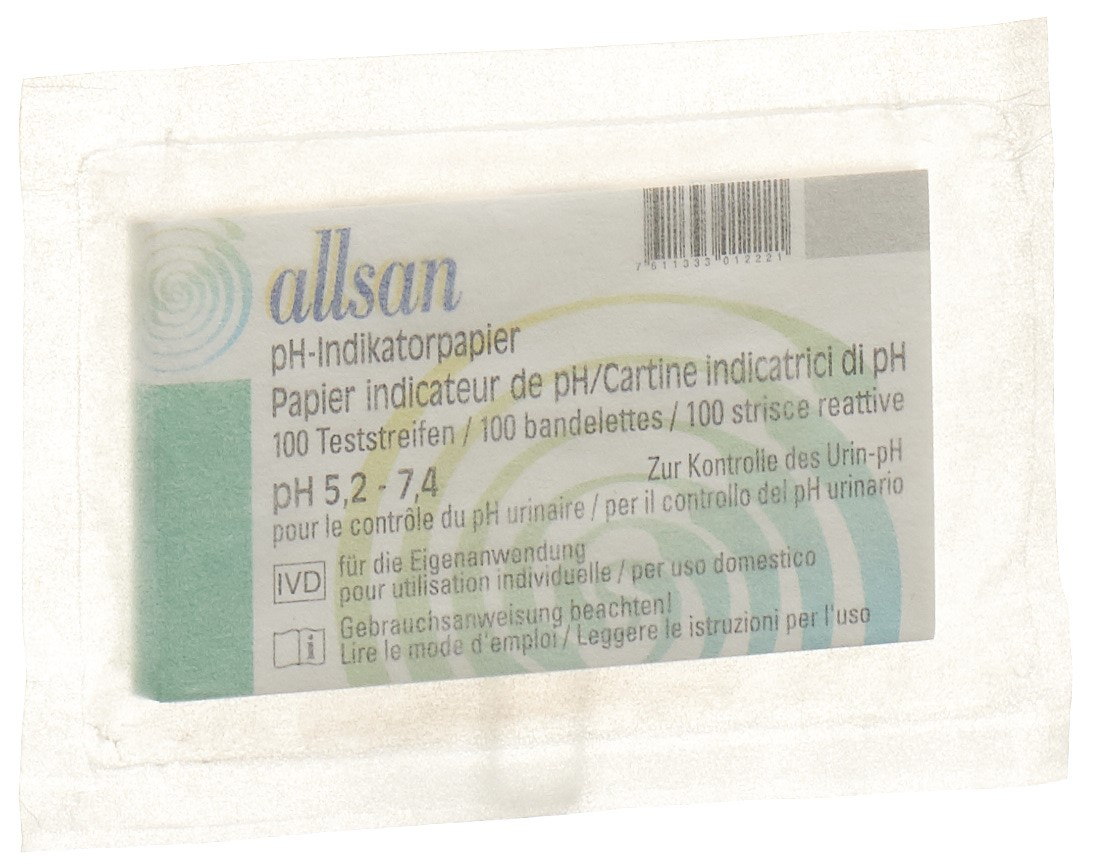 7 611333 012221
allsan
pH-Indikatorpapier
Papier indicateur de pH/Cartine indicatrici di pH
100 Teststreifen / 100 bandelettes / 100 strisce reattive
pH 5,2 - 7,4
Zur Kontrolle des Urin-pH
pour le contrôle du pH urinaire / per il controllo del pH urinario
IVD
für die Eigenanwendung
pour utilisation individuelle / per uso domestico
i
Gebrauchsanweisung beachten!
Lire le mode d'emploi / Leggere le istruzioni per l'uso